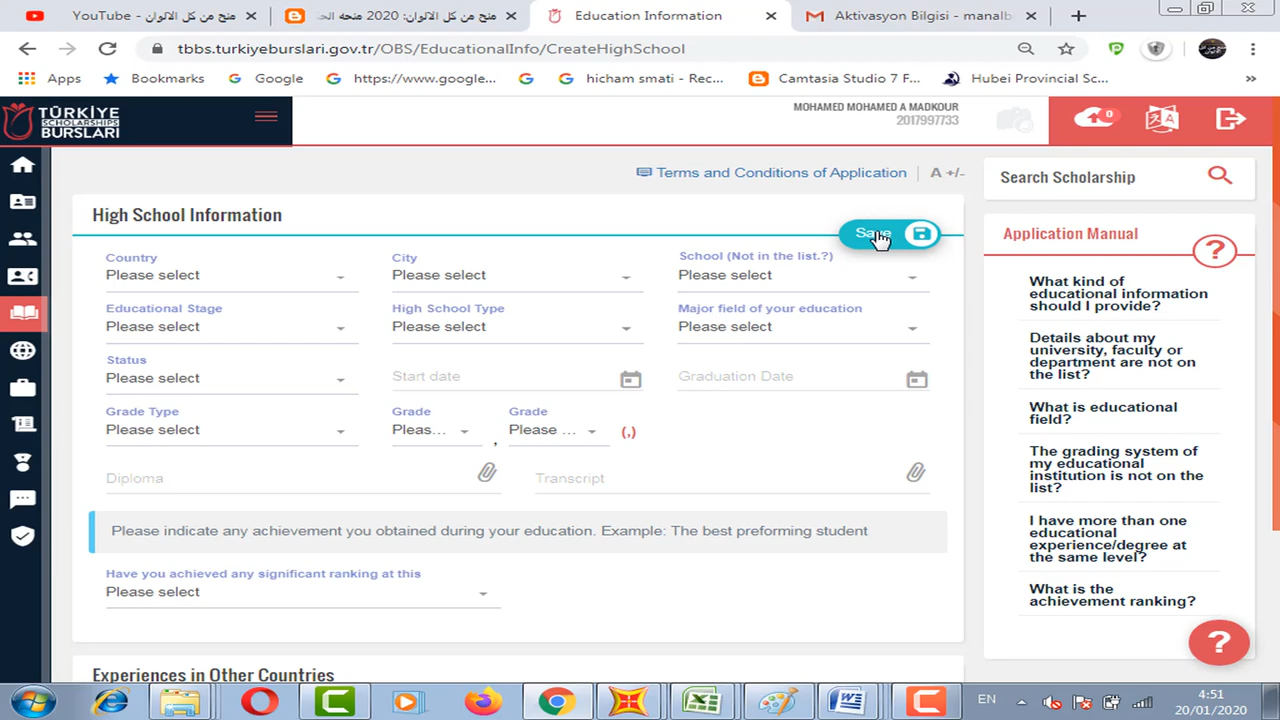 YouTube - منح من كل الالوان
منح من كل الالوان: 2020 منحه الحـ
Education Information
Aktivasyon Bilgisi - manalb
tbbs.turkiyeburslari.gov.tr/OBS/EducationalInfo/CreateHighSchool
Apps
Bookmarks
Google
https://www.google...
hicham smati - Rec...
Camtasia Studio 7 F...
Hubei Provincial Sc...
»
TÜRKİYE
SCHOLARSHIPS
BURSLARI
MOHAMED MOHAMED A MADKOUR
2017997733
0
Terms and Conditions of Application
A +/-
Search Scholarship
High School Information
Save
Country
Please select
City
Please select
School (Not in the list.?)
Please select
Educational Stage
Please select
High School Type
Please select
Major field of your education
Please select
Status
Please select
Start date
Graduation Date
Grade Type
Please select
Grade
Pleas...
,
Grade
Please ...
(,)
Diploma
Transcript
Please indicate any achievement you obtained during your education. Example: The best preforming student
Have you achieved any significant ranking at this
Please select
Experiences in Other Countries
Application Manual
?
What kind of
educational information
should I provide?
Details about my
university, faculty or
department are not on
the list?
What is educational
field?
The grading system of
my educational
institution is not on the
list?
I have more than one
educational
experience/degree at
the same level?
What is the
achievement ranking?
?
EN
4:51
20/01/2020